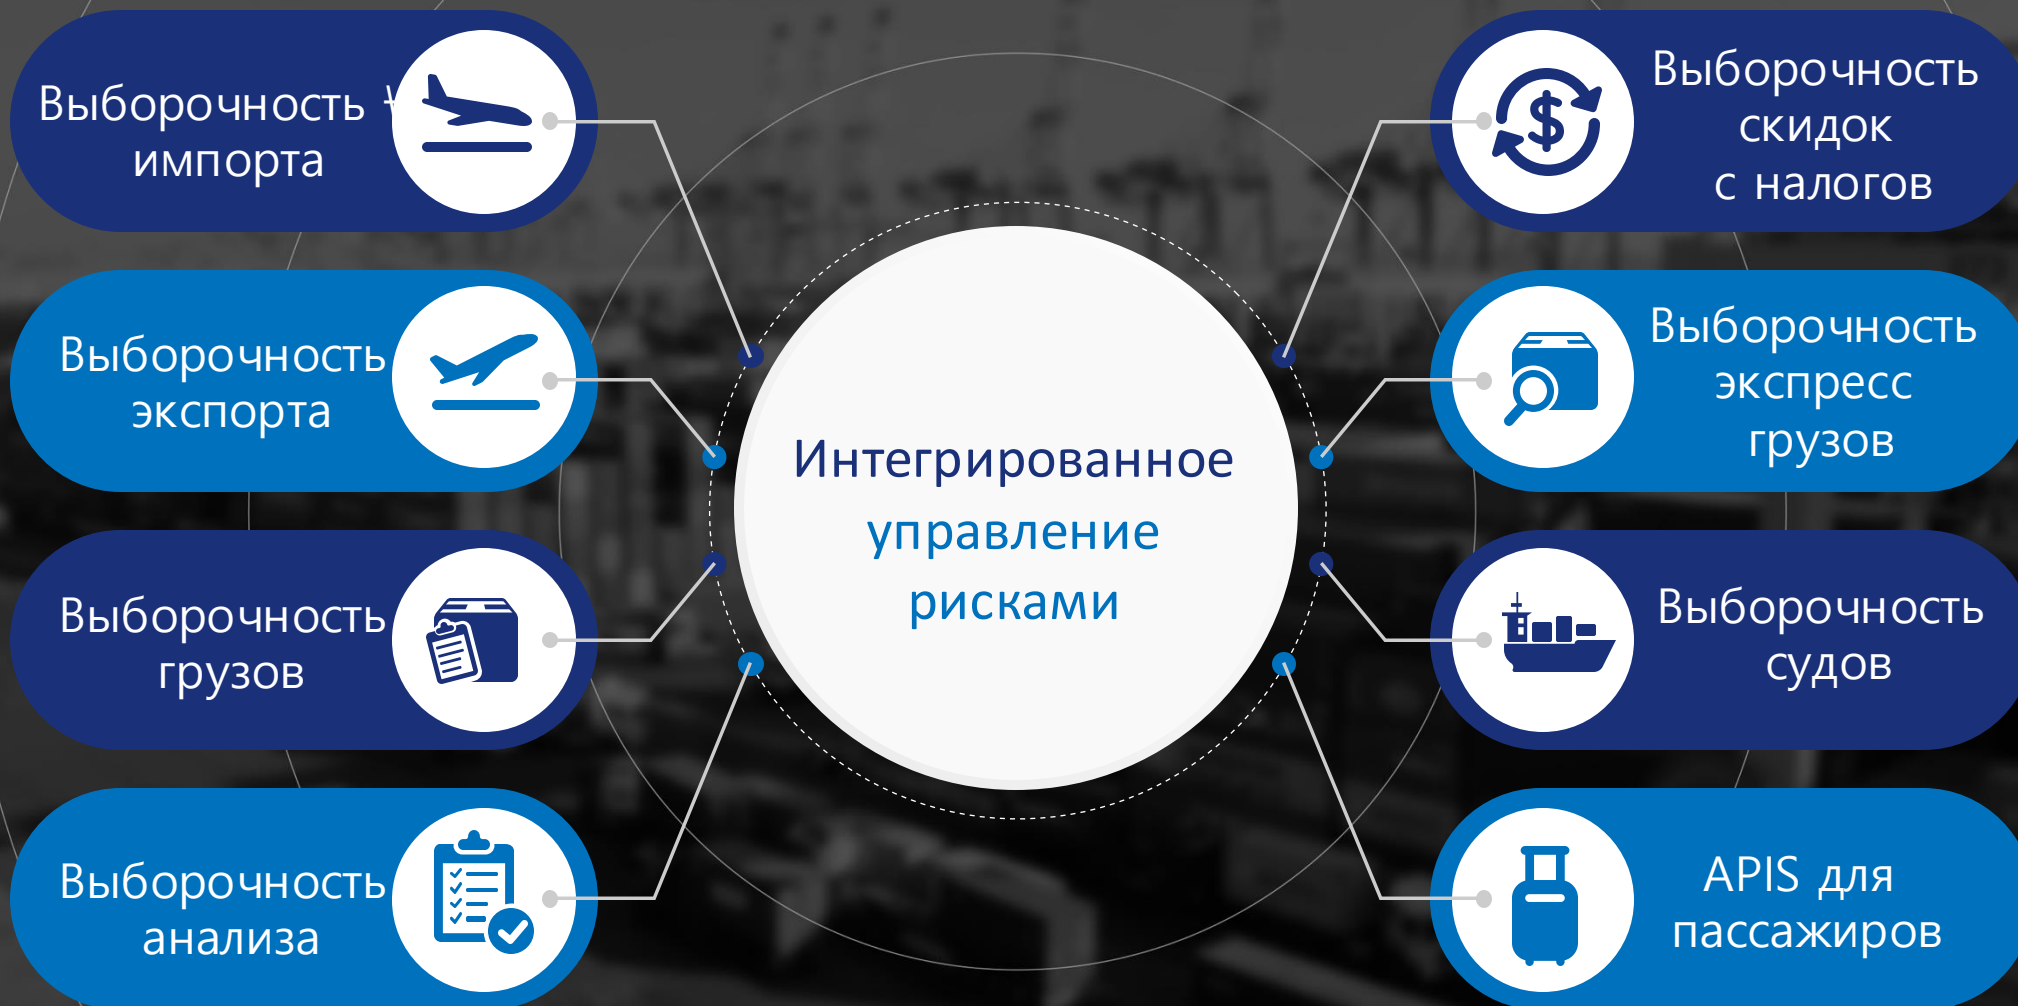 Выборочность
импорта
Выборочность
экспорта
Выборочность
грузов
Выборочность
анализа
Интегрированное
управление
рисками
Выборочность
скидок
с налогов
Выборочность
экспресс
грузов
Выборочность
судов
APIS для
пассажиров